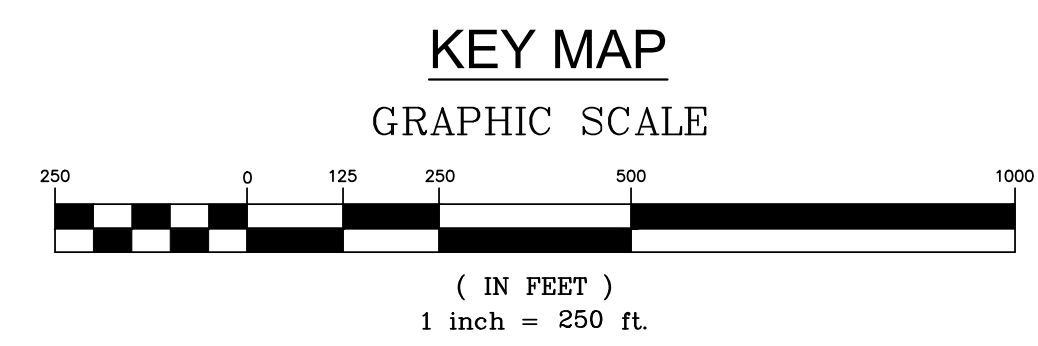 KEY MAP
GRAPHIC SCALE
250 0 125 250 500 1000
( IN FEET )
1 inch = 250 ft.